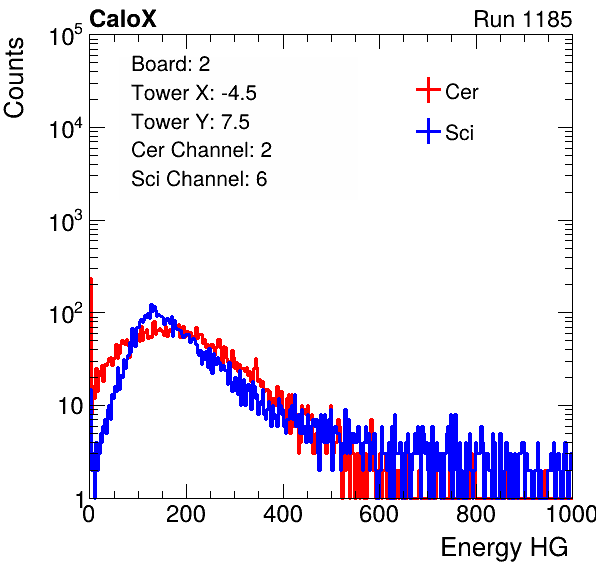 CaloX Run 1185
Counts
10^5
10^4
10^3
10^2
10
1
Board: 2
Tower X: -4.5
Tower Y: 7.5
Cer Channel: 2
Sci Channel: 6
Cer
Sci
0 200 400 600 800 1000
Energy HG